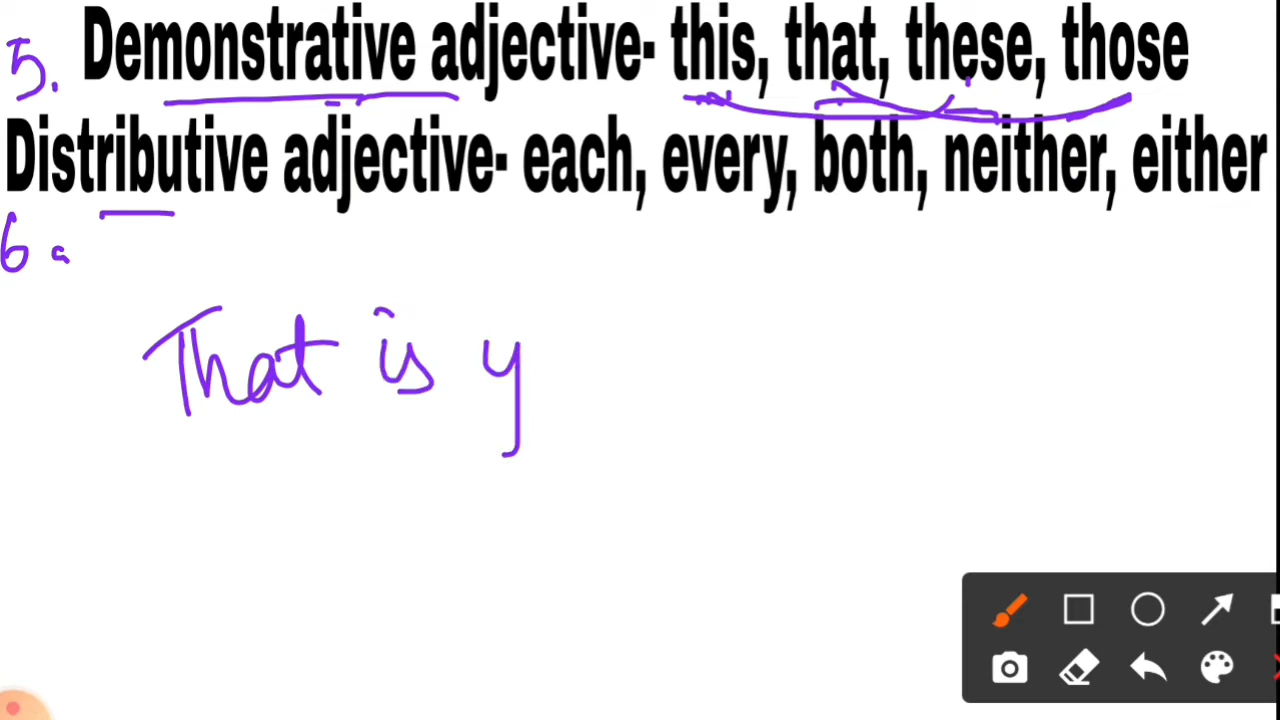 5. Demonstrative adjective- this, that, these, those
Distributive adjective- each, every, both, neither, either
6
That is y